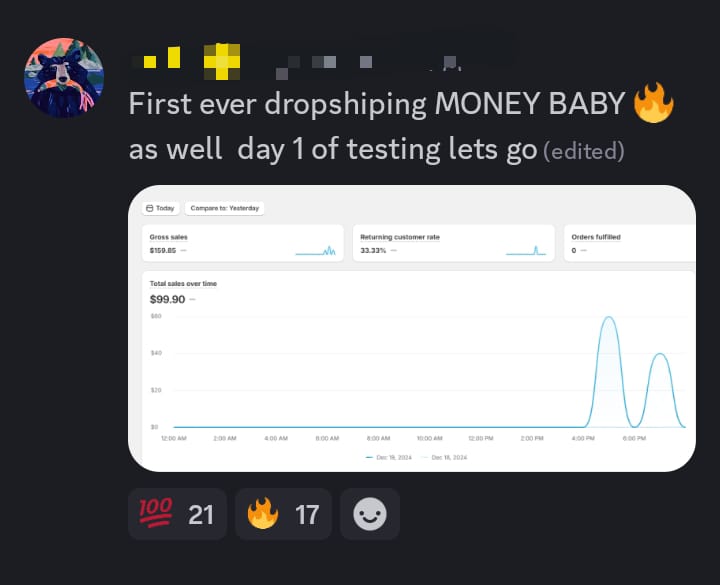 First ever dropshiping MONEY BABY 🔥
as well day 1 of testing lets go (edited)
Today Compare to: Yesterday
Gross sales Returning customer rate Orders fulfilled
$159.85 — 33.33% — 0 —
Total sales over time
$99.90 —
$60
$40
$20
$0
12:00 AM 2:00 AM 4:00 AM 6:00 AM 8:00 AM 10:00 AM 12:00 PM 2:00 PM 4:00 PM 6:00 PM
Dec 19, 2024 Dec 18, 2024
💯 21 🔥 17